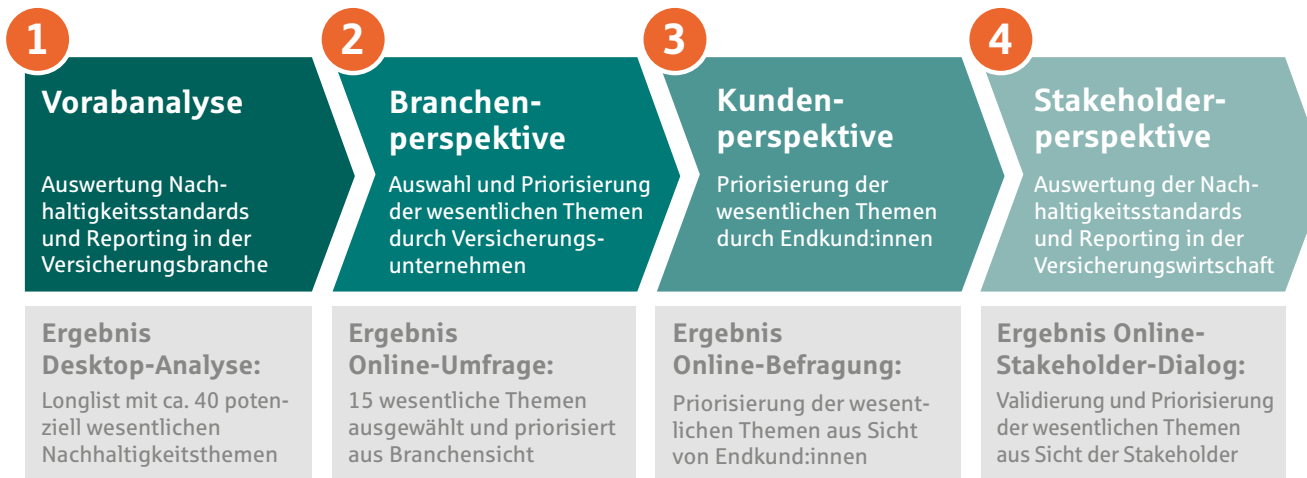 1
Vorabanalyse
Auswertung Nach-
haltigkeitsstandards
und Reporting in der
Versicherungsbranche
Ergebnis
Desktop-Analyse:
Longlist mit ca. 40 poten-
ziell wesentlichen
Nachhaltigkeitsthemen
2
Branchen-
perspektive
Auswahl und Priorisierung
der wesentlichen Themen
durch Versicherungs-
unternehmen
Ergebnis
Online-Umfrage:
15 wesentliche Themen
ausgewählt und priorisiert
aus Branchensicht
3
Kunden-
perspektive
Priorisierung der
wesentlichen Themen
durch Endkund:innen
Ergebnis
Online-Befragung:
Priorisierung der wesent-
lichen Themen aus Sicht
von Endkund:innen
4
Stakeholder-
perspektive
Auswertung der Nach-
haltigkeitsstandards
und Reporting in der
Versicherungswirtschaft
Ergebnis Online-
Stakeholder-Dialog:
Validierung und Priorisierung
der wesentlichen Themen
aus Sicht der Stakeholder